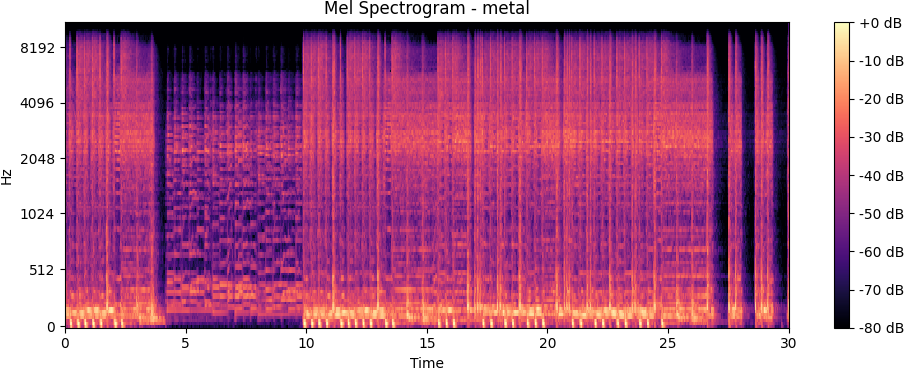 Mel Spectrogram - metal
8192
4096
2048
1024
512
0
Hz
0 5 10 15 20 25 30
Time
+0 dB
-10 dB
-20 dB
-30 dB
-40 dB
-50 dB
-60 dB
-70 dB
-80 dB